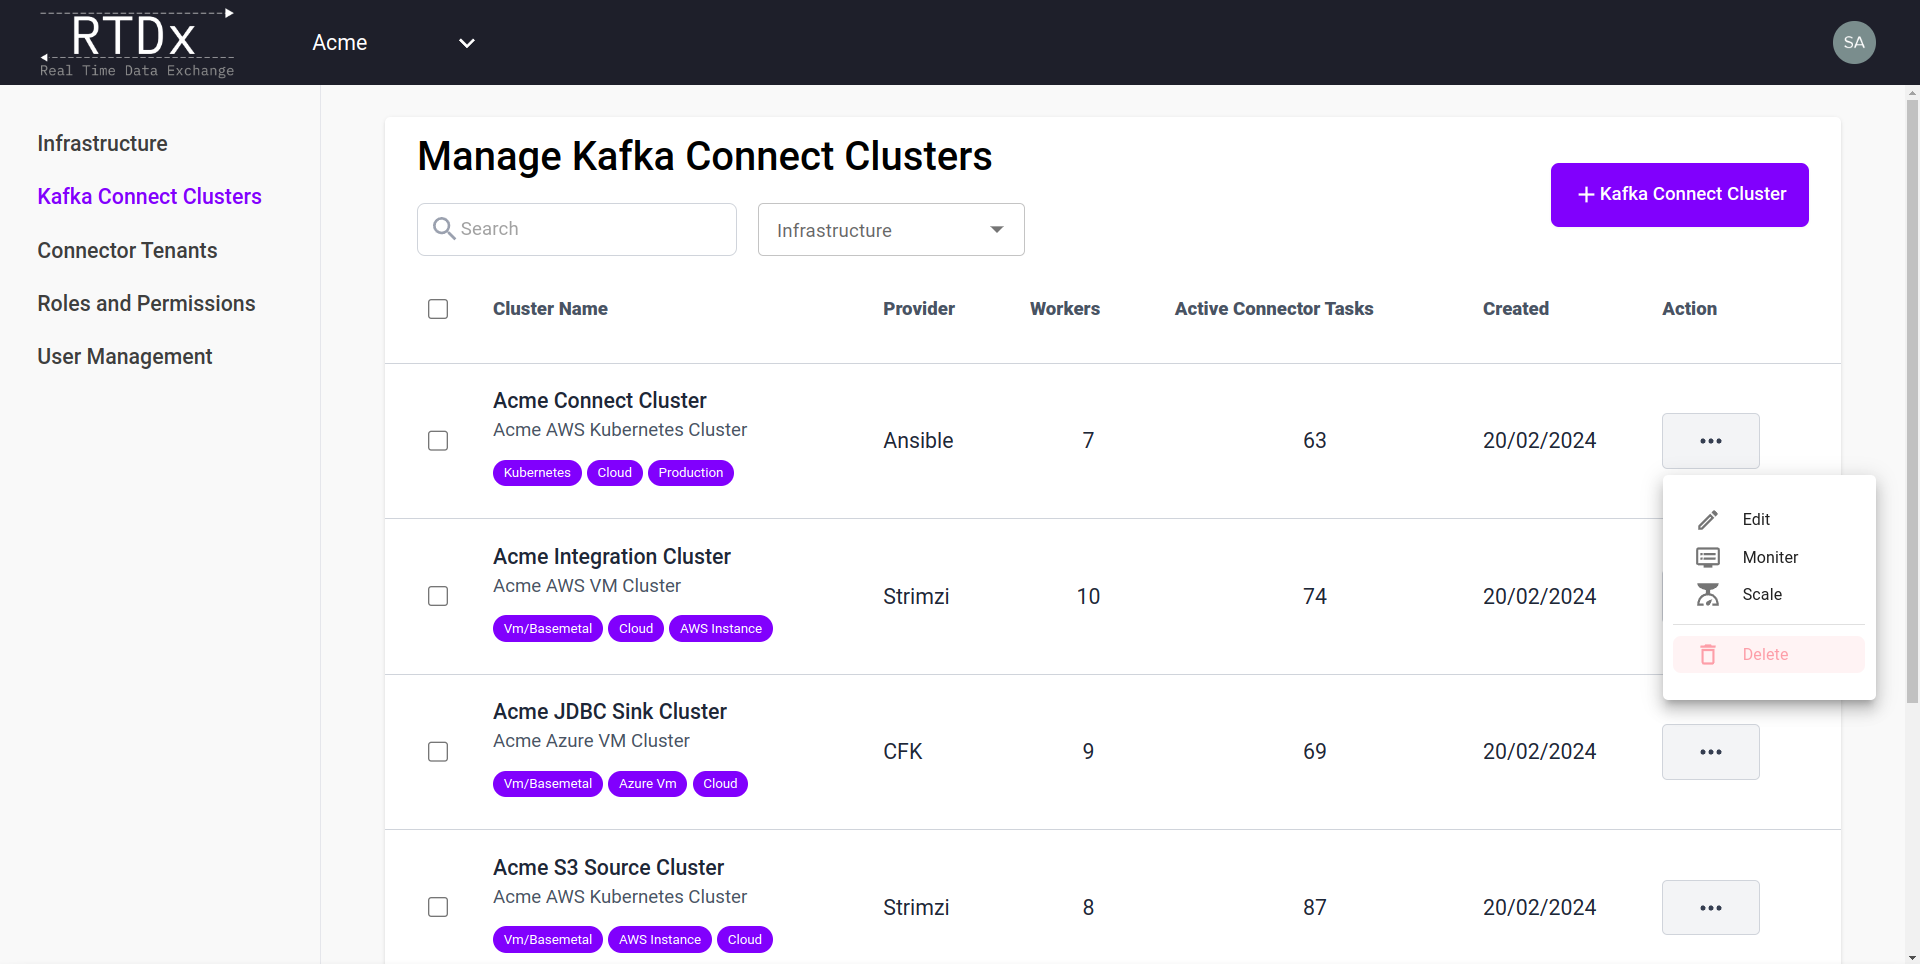 RTDx
Real Time Data Exchange
Acme
SA
Infrastructure
Kafka Connect Clusters
Connector Tenants
Roles and Permissions
User Management
Manage Kafka Connect Clusters
Search
Infrastructure
+ Kafka Connect Cluster
Cluster Name Provider Workers Active Connector Tasks Created Action
Acme Connect Cluster
Acme AWS Kubernetes Cluster
Kubernetes Cloud Production
Ansible 7 63 20/02/2024
Edit
Moniter
Scale
Delete
Acme Integration Cluster
Acme AWS VM Cluster
Vm/Basemetal Cloud AWS Instance
Strimzi 10 74 20/02/2024
Acme JDBC Sink Cluster
Acme Azure VM Cluster
Vm/Basemetal Azure Vm Cloud
CFK 9 69 20/02/2024
Acme S3 Source Cluster
Acme AWS Kubernetes Cluster
Vm/Basemetal AWS Instance Cloud
Strimzi 8 87 20/02/2024